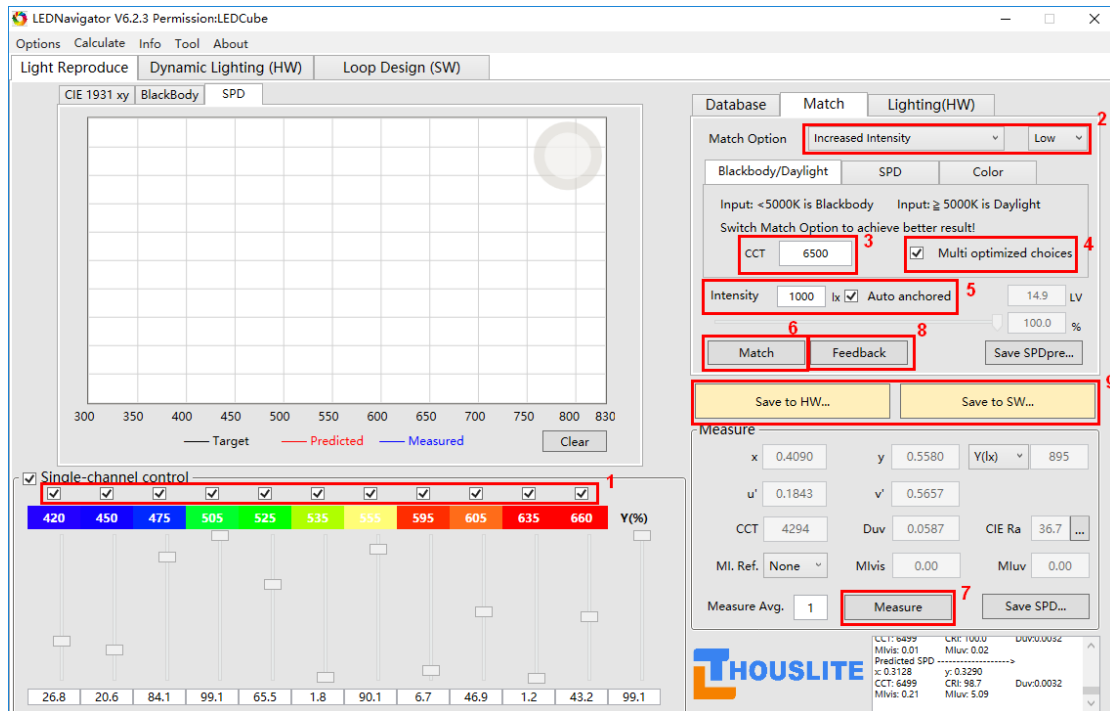 LEDNavigator V6.2.3 Permission:LEDCube
Options Calculate Info Tool About
Light Reproduce Dynamic Lighting (HW) Loop Design (SW)
CIE 1931 xy BlackBody SPD
300 350 400 450 500 550 600 650 700 750 800 830
Target Predicted Measured Clear
Single-channel control
1
420 450 475 505 525 535 555 595 605 635 660 Y(%)
26.8 20.6 84.1 99.1 65.5 1.8 90.1 6.7 46.9 1.2 43.2 99.1
Database Match Lighting(HW)
2
Match Option Increased Intensity Low
Blackbody/Daylight SPD Color
Input: <5000K is Blackbody Input: ≧ 5000K is Daylight
Switch Match Option to achieve better result!
3
CCT 6500 Multi optimized choices 4
Intensity 1000 lx Auto anchored 5 14.9 LV
100.0 %
6 8
Match Feedback Save SPDpre...
9
Save to HW... Save to SW...
Measure
x 0.4090 y 0.5580 Y(lx) 895
u' 0.1843 v' 0.5657
CCT 4294 Duv 0.0587 CIE Ra 36.7 ...
MI. Ref. None MIvis 0.00 MIuv 0.00
7
Measure Avg. 1 Measure Save SPD...
THOUSLITE
CCT: 6499 CRI: 100.0 Duv:0.0032
MIvis: 0.01 MIuv: 0.02
Predicted SPD -------------------->
x: 0.3128 y: 0.3290
CCT: 6499 CRI: 98.7 Duv:0.0032
MIvis: 0.21 MIuv: 5.09